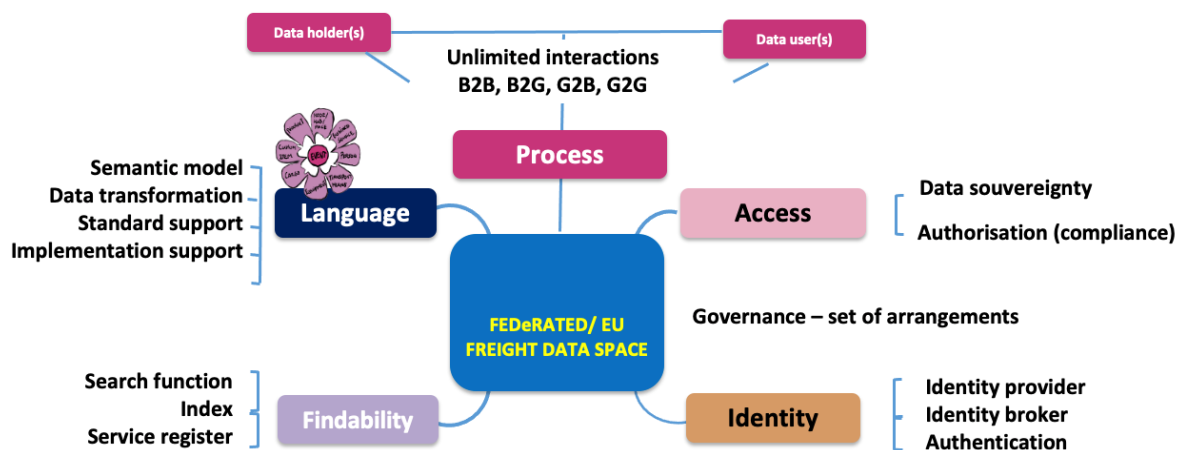 Data holder(s)
Data user(s)
Unlimited interactions
B2B, B2G, G2B, G2G
Process
EVENT
Semantic model
Data transformation
Standard support
Implementation support
Language
Access
Data souvereignty
Authorisation (compliance)
FEDeRATED/ EU
FREIGHT DATA SPACE
Governance – set of arrangements
Search function
Index
Service register
Findability
Identity
Identity provider
Identity broker
Authentication